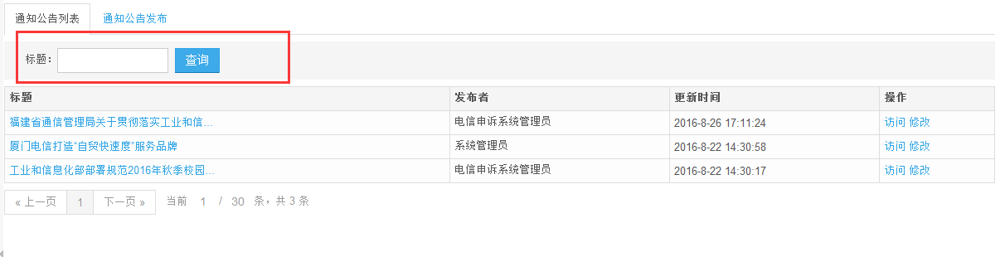 通知公告列表 通知公告发布
标题： 查询
标题 发布者 更新时间 操作
福建省通信管理局关于贯彻落实工业和信... 电信申诉系统管理员 2016-8-26 17:11:24 访问 修改
厦门电信打造“自贸快速度”服务品牌 系统管理员 2016-8-22 14:30:58 访问 修改
工业和信息化部部署规范2016年秋季校园... 电信申诉系统管理员 2016-8-22 14:30:17 访问 修改
« 上一页 1 下一页 » 当前 1 / 30 条，共 3 条